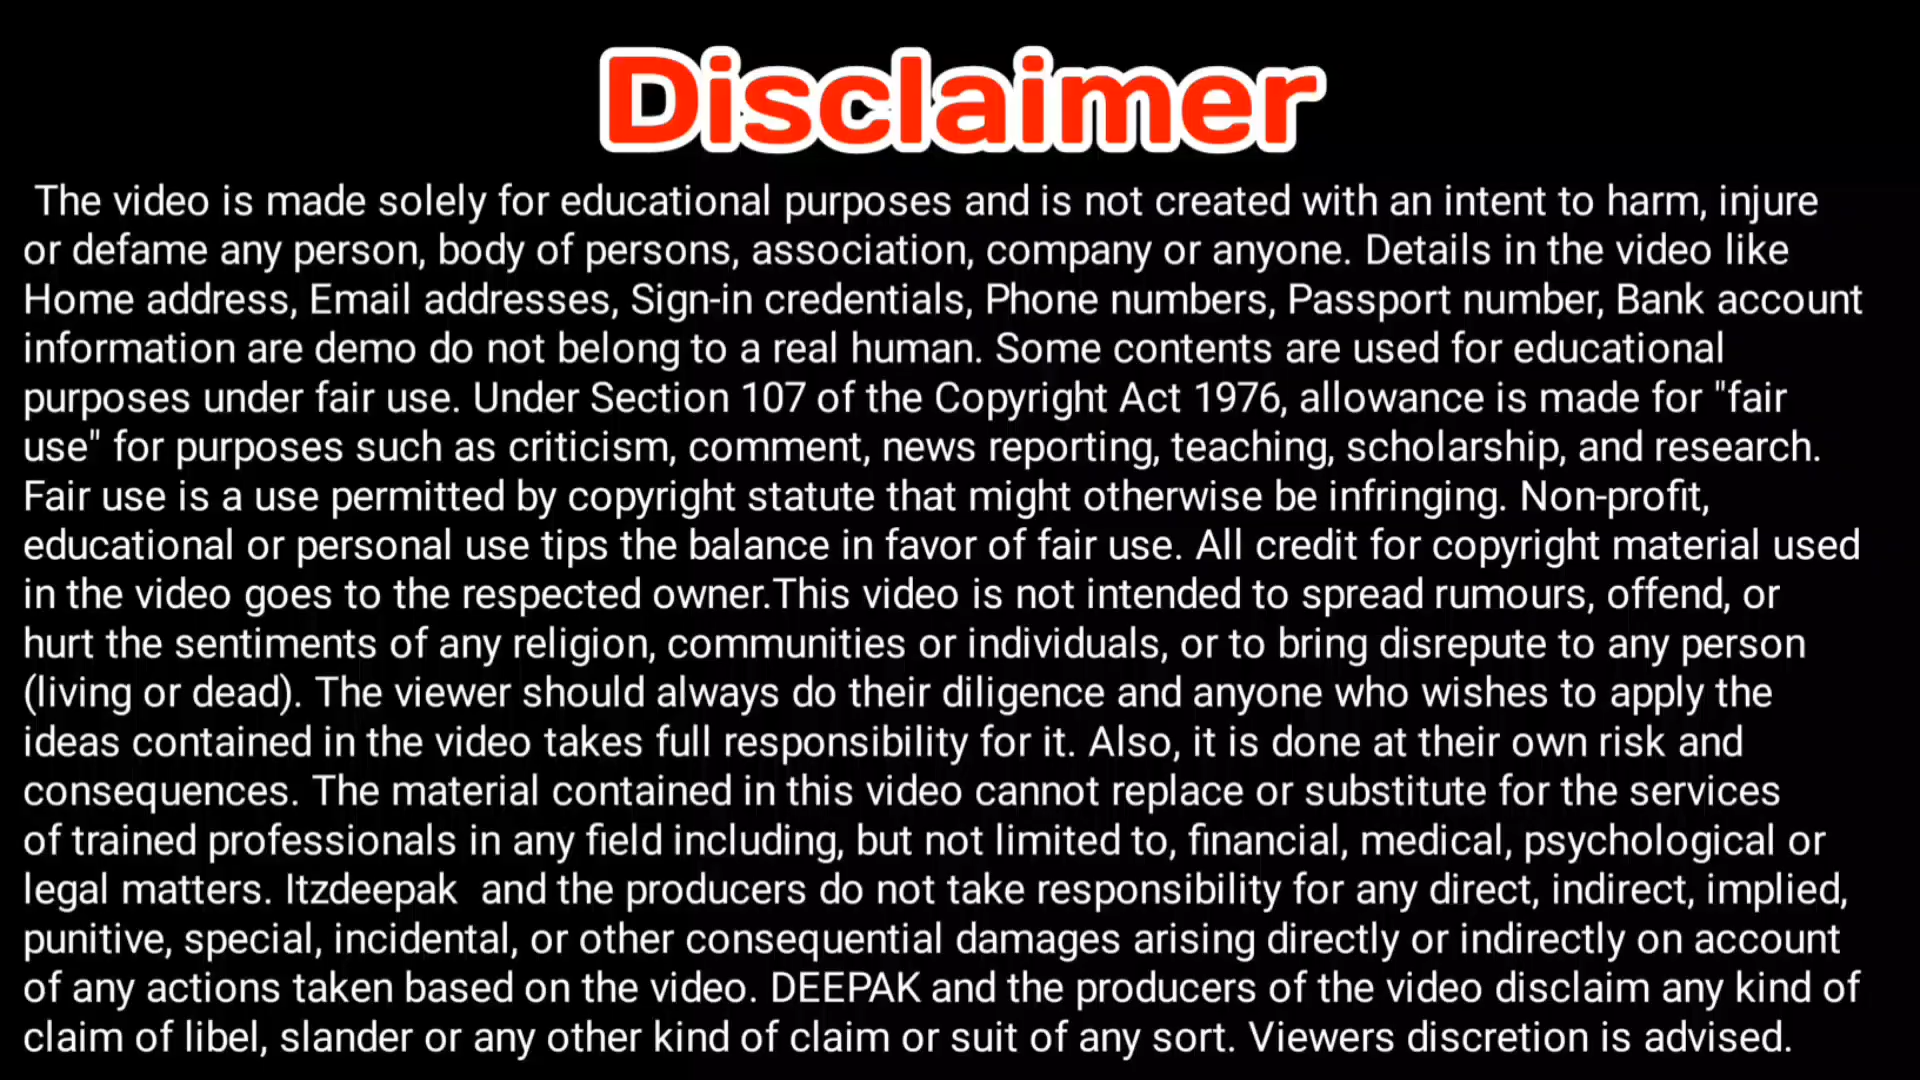 Disclaimer
The video is made solely for educational purposes and is not created with an intent to harm, injure
or defame any person, body of persons, association, company or anyone. Details in the video like
Home address, Email addresses, Sign-in credentials, Phone numbers, Passport number, Bank account
information are demo do not belong to a real human. Some contents are used for educational
purposes under fair use. Under Section 107 of the Copyright Act 1976, allowance is made for "fair
use" for purposes such as criticism, comment, news reporting, teaching, scholarship, and research.
Fair use is a use permitted by copyright statute that might otherwise be infringing. Non-profit,
educational or personal use tips the balance in favor of fair use. All credit for copyright material used
in the video goes to the respected owner.This video is not intended to spread rumours, offend, or
hurt the sentiments of any religion, communities or individuals, or to bring disrepute to any person
(living or dead). The viewer should always do their diligence and anyone who wishes to apply the
ideas contained in the video takes full responsibility for it. Also, it is done at their own risk and
consequences. The material contained in this video cannot replace or substitute for the services
of trained professionals in any field including, but not limited to, financial, medical, psychological or
legal matters. Itzdeepak  and the producers do not take responsibility for any direct, indirect, implied,
punitive, special, incidental, or other consequential damages arising directly or indirectly on account
of any actions taken based on the video. DEEPAK and the producers of the video disclaim any kind of
claim of libel, slander or any other kind of claim or suit of any sort. Viewers discretion is advised.